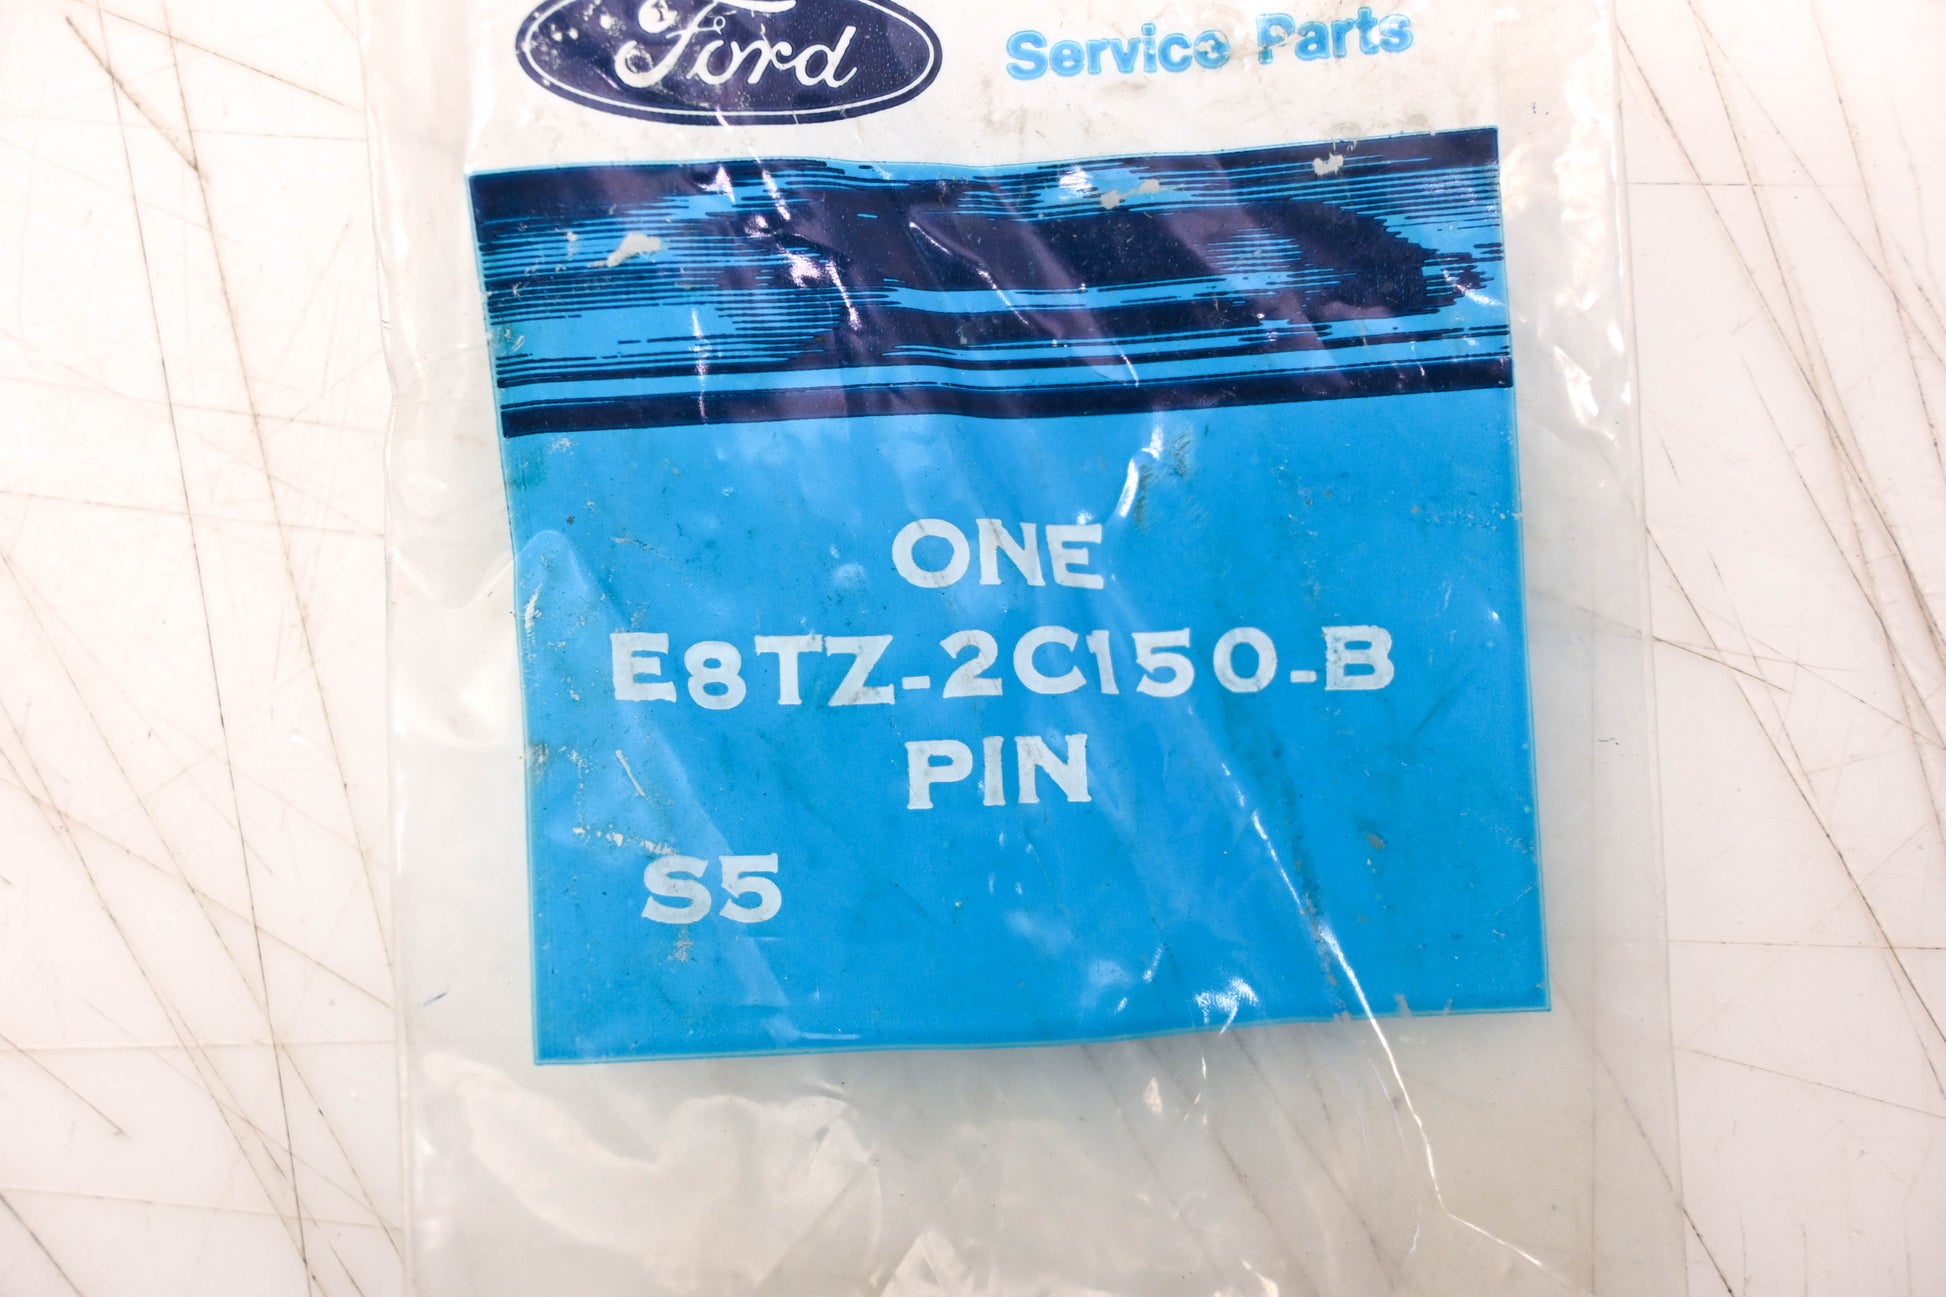 Ford
Service Parts
ONE
E8TZ-2C150-B
PIN
S5